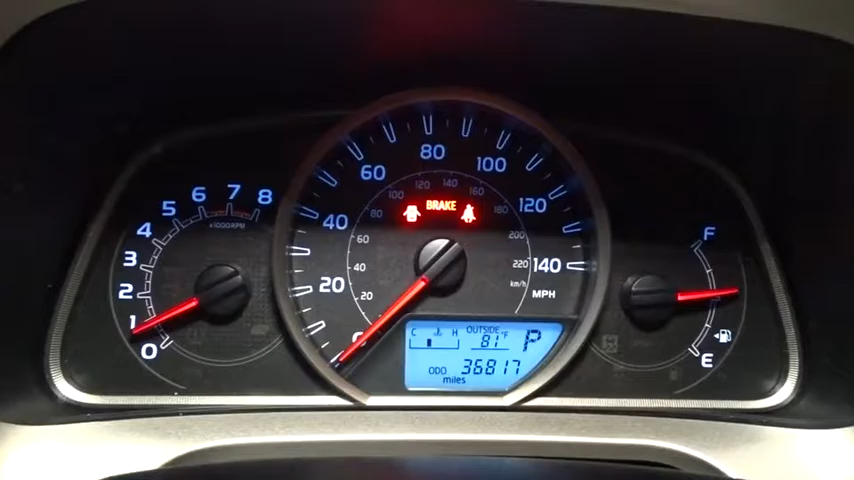 0
1
2
3
4
5
6
7
8
x1000RPM
20
40
60
80
100
120
140
MPH
20
40
60
80
100
120
140
160
180
200
220
km/h
BRAKE
C H
OUTSIDE
81°F
P
ODO 36817
miles
F
E